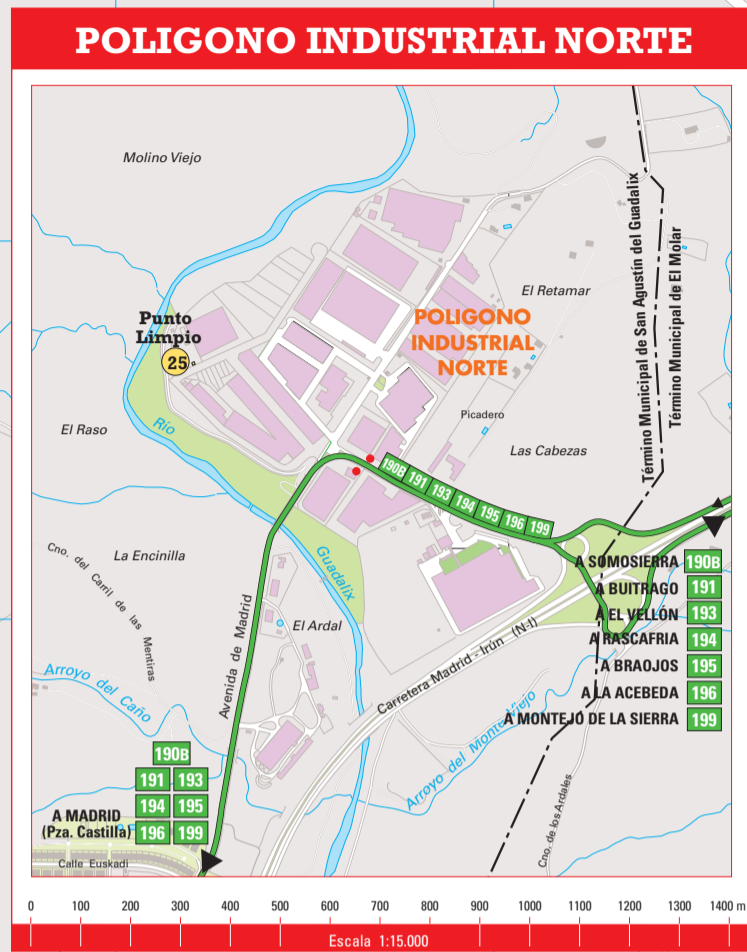 POLIGONO INDUSTRIAL NORTE
Molino Viejo
Término Municipal de San Agustín del Guadalix
Término Municipal de El Molar
El Retamar
Punto
Limpio
25
POLIGONO
INDUSTRIAL
NORTE
Picadero
El Raso
Río
Las Cabezas
190B 191 193 194 195 196 199
La Encinilla
Guadalix
Cno. del Carril de las Mentiras
El Ardal
Avenida de Madrid
Carretera Madrid - Irún (N-I)
A SOMOSIERRA 190B
A BUITRAGO 191
A EL VELLÓN 193
A RASCAFRIA 194
A BRAOJOS 195
A LA ACEBEDA 196
A MONTEJO DE LA SIERRA 199
Arroyo del Caño
Arroyo del Monte Viejo
Cno. de los Ardales
190B
191 193
194 195
196 199
A MADRID
(Pza. Castilla)
Calle Euskadi
0 100 200 300 400 500 600 700 800 900 1000 1100 1200 1300 1400 m
Escala 1:15.000